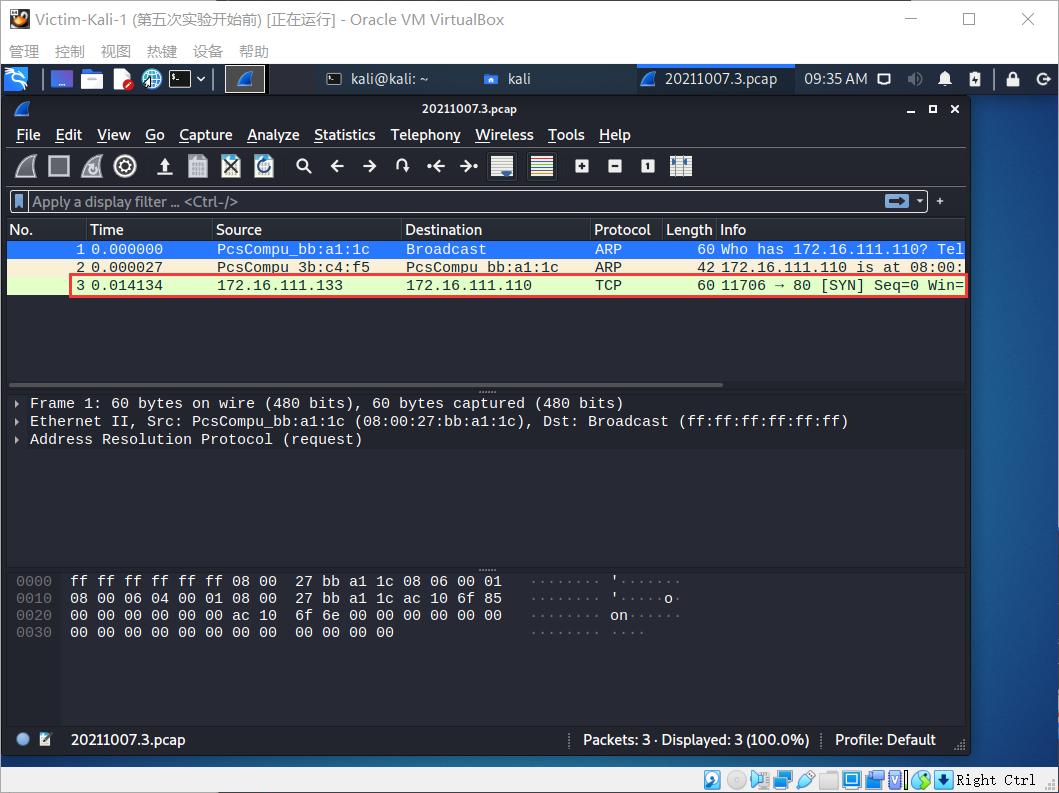 Victim-Kali-1 (第五次实验开始前) [正在运行] - Oracle VM VirtualBox
管理 控制 视图 热键 设备 帮助
kali@kali: ~ kali 20211007.3.pcap 09:35 AM
20211007.3.pcap
File Edit View Go Capture Analyze Statistics Telephony Wireless Tools Help
Apply a display filter ... <Ctrl-/>
No. Time Source Destination Protocol Length Info
1 0.000000 PcsCompu_bb:a1:1c Broadcast ARP 60 Who has 172.16.111.110? Tel
2 0.000027 PcsCompu_3b:c4:f5 PcsCompu_bb:a1:1c ARP 42 172.16.111.110 is at 08:00:
3 0.014134 172.16.111.133 172.16.111.110 TCP 60 11706 → 80 [SYN] Seq=0 Win=
Frame 1: 60 bytes on wire (480 bits), 60 bytes captured (480 bits)
Ethernet II, Src: PcsCompu_bb:a1:1c (08:00:27:bb:a1:1c), Dst: Broadcast (ff:ff:ff:ff:ff:ff)
Address Resolution Protocol (request)
0000 ff ff ff ff ff ff 08 00 27 bb a1 1c 08 06 00 01 ········ '·······
0010 08 00 06 04 00 01 08 00 27 bb a1 1c ac 10 6f 85 ········ '·····o·
0020 00 00 00 00 00 00 ac 10 6f 6e 00 00 00 00 00 00 ········ on······
0030 00 00 00 00 00 00 00 00 00 00 00 00 ········ ····
20211007.3.pcap Packets: 3 · Displayed: 3 (100.0%) Profile: Default
Right Ctrl